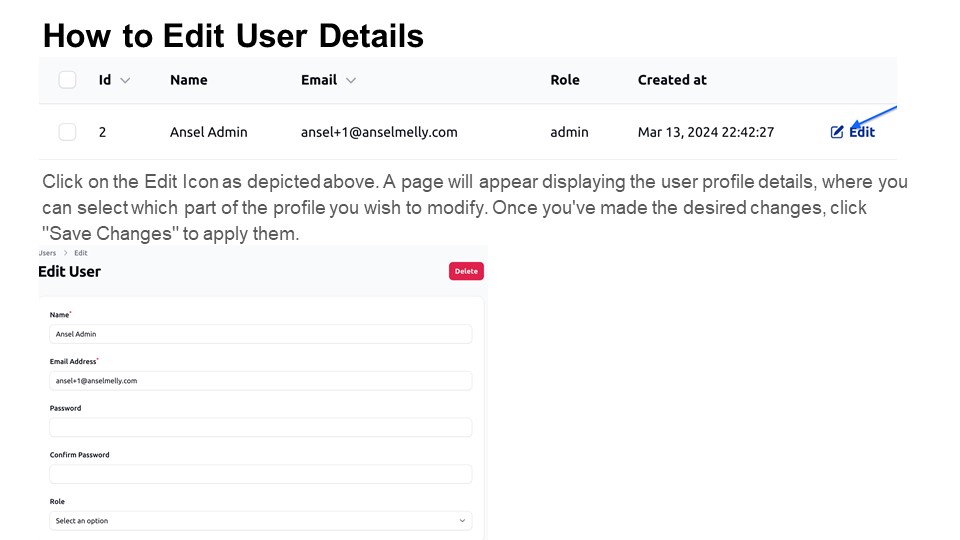 How to Edit User Details
Id Name Email Role Created at
2 Ansel Admin ansel+1@anselmelly.com admin Mar 13, 2024 22:42:27 Edit
Click on the Edit Icon as depicted above. A page will appear displaying the user profile details, where you
can select which part of the profile you wish to modify. Once you've made the desired changes, click
"Save Changes" to apply them.
Users > Edit
Edit User Delete
Name*
Ansel Admin
Email Address*
ansel+1@anselmelly.com
Password
Confirm Password
Role
Select an option